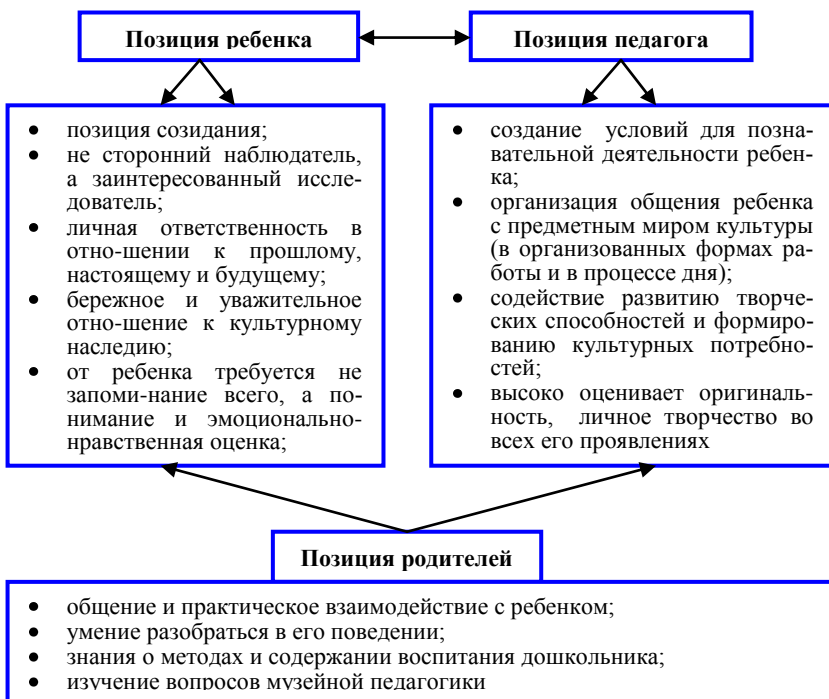 Позиция ребенка
Позиция педагога
• позиция созидания;
• не сторонний наблюдатель,
а заинтересованный иссле-
дователь;
• личная ответственность в
отно-шении к прошлому,
настоящему и будущему;
• бережное и уважительное
отно-шение к культурному
наследию;
• от ребенка требуется не
запоми-нание всего, а по-
нимание и эмоционально-
нравственная оценка;
• создание условий для позна-
вательной деятельности ребен-
ка;
• организация общения ребенка
с предметным миром культуры
(в организованных формах ра-
боты и в процессе дня);
• содействие развитию творче-
ских способностей и формиро-
ванию культурных потребно-
стей;
• высоко оценивает оригиналь-
ность, личное творчество во
всех его проявлениях
Позиция родителей
• общение и практическое взаимодействие с ребенком;
• умение разобраться в его поведении;
• знания о методах и содержании воспитания дошкольника;
• изучение вопросов музейной педагогики